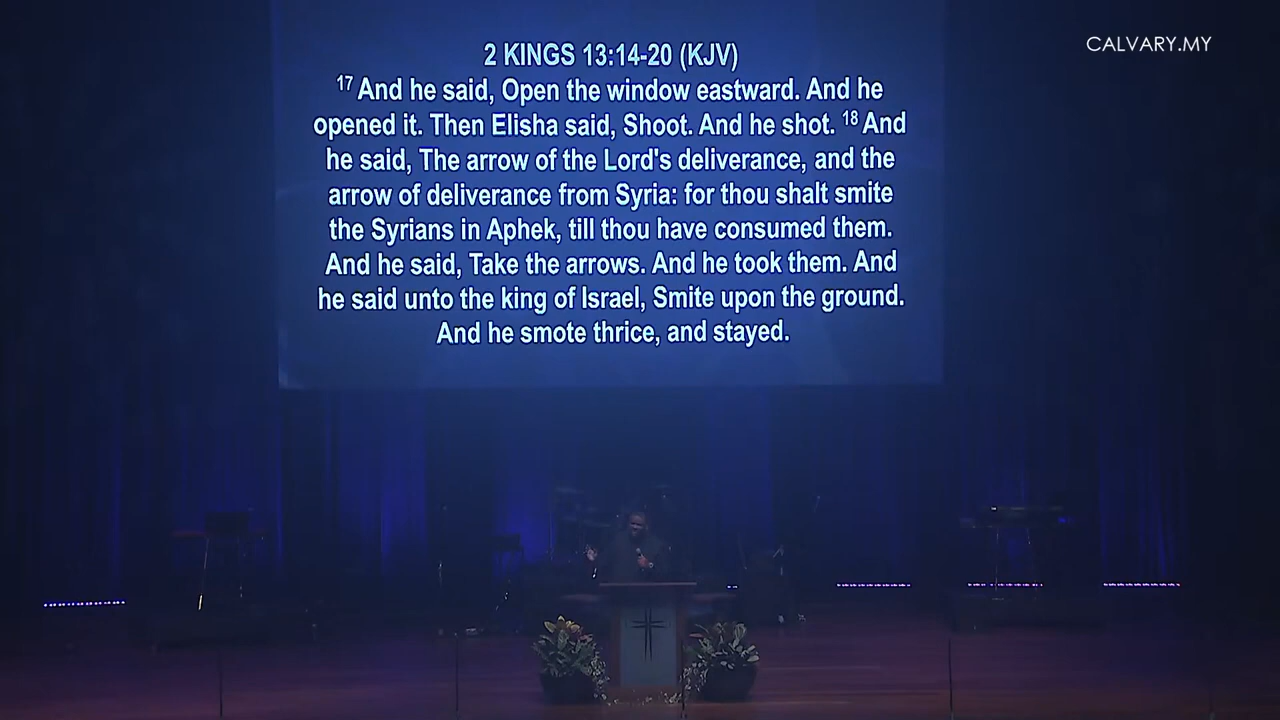 CALVARY.MY
2 KINGS 13:14-20 (KJV)
17 And he said, Open the window eastward. And he
opened it. Then Elisha said, Shoot. And he shot. 18 And
he said, The arrow of the Lord's deliverance, and the
arrow of deliverance from Syria: for thou shalt smite
the Syrians in Aphek, till thou have consumed them.
And he said, Take the arrows. And he took them. And
he said unto the king of Israel, Smite upon the ground.
And he smote thrice, and stayed.